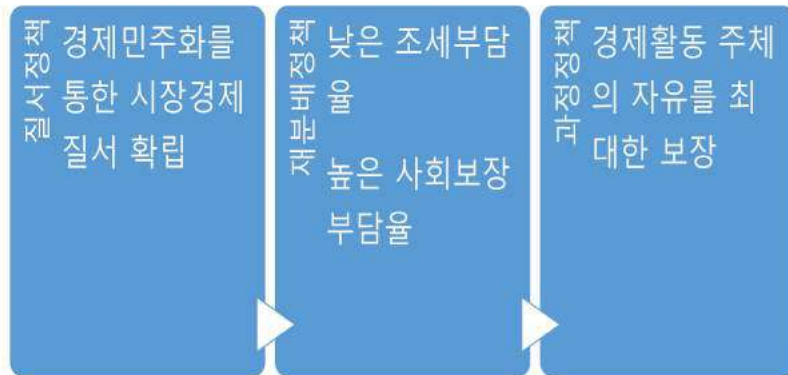 질서정책
경제민주화를
통한 시장경제
질서 확립
재분배정책
낮은 조세부담
율
높은 사회보장
부담율
과정정책
경제활동 주체
의 자유를 최
대한 보장